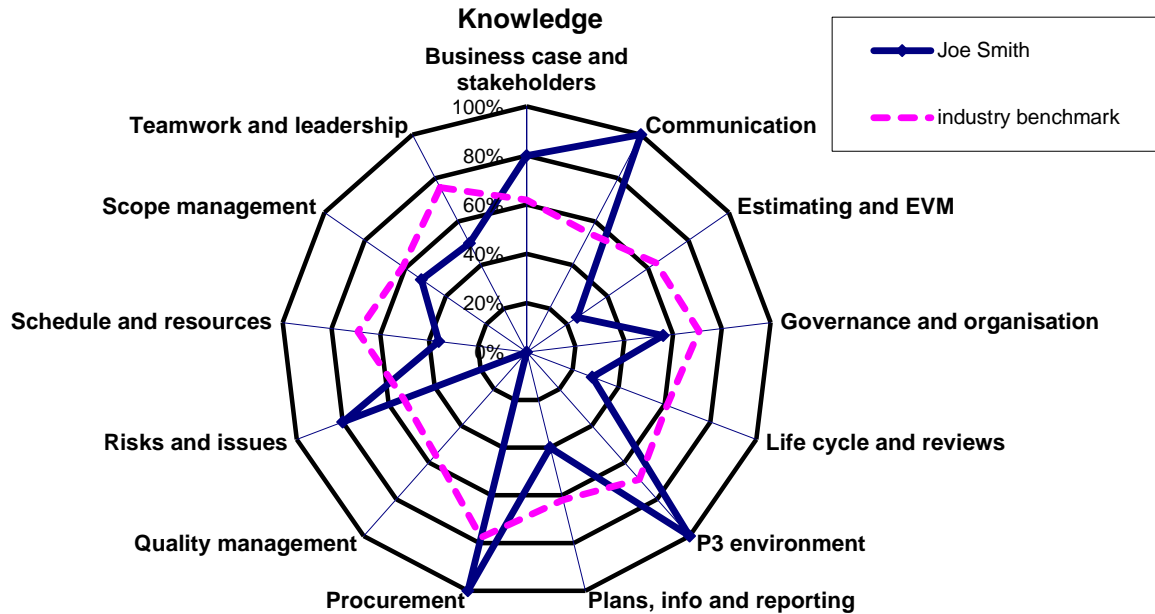 Knowledge
Joe Smith
industry benchmark
Business case and
stakeholders
Communication
Estimating and EVM
Governance and organisation
Life cycle and reviews
P3 environment
Plans, info and reporting
Procurement
Quality management
Risks and issues
Schedule and resources
Scope management
Teamwork and leadership
100%
80%
60%
40%
20%
0%